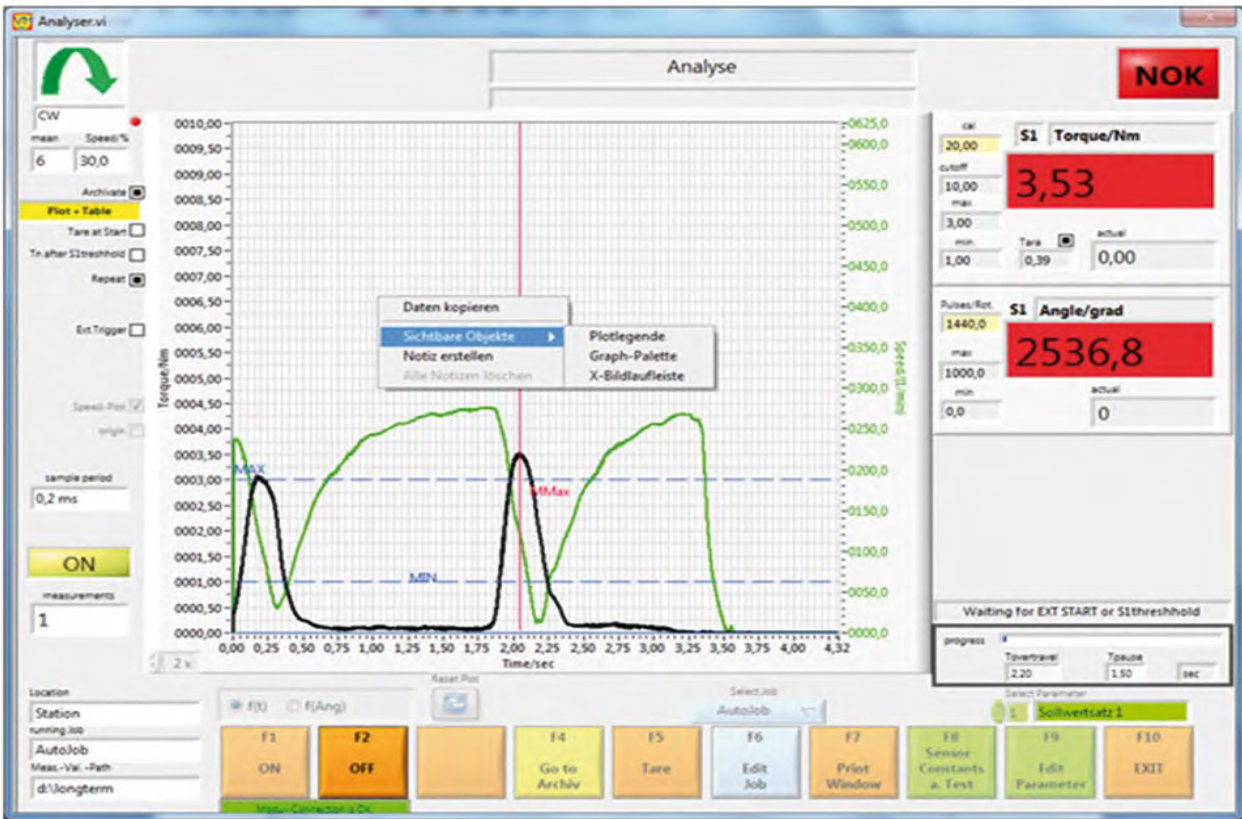 Analyser.vi
Analyse
NOK
CW
mean Speed/%
6 30,0
Archivate
Plot + Table
Tare at Start
Tn after S1treshhold
Repeat
Ext.Trigger
Speed-Plot
origin
sample period
0,2 ms
ON
measurements
1
Torque/Nm
0010,00
0009,50
0009,00
0008,50
0008,00
0007,50
0007,00
0006,50
0006,00
0005,50
0005,00
0004,50
0004,00
0003,50
0003,00
0002,50
0002,00
0001,50
0001,00
0000,50
0000,00
MAX
MMax
MIN
Daten kopieren
Sichtbare Objekte
Notiz erstellen
Alle Notizen löschen
Plotlegende
Graph-Palette
X-Bildlaufleiste
0625,0
0600,0
0550,0
0500,0
0450,0
0400,0
0350,0
0300,0
0250,0
0200,0
0150,0
0100,0
0050,0
0000,0
Speed/(1/min)
0,00 0,25 0,50 0,75 1,00 1,25 1,50 1,75 2,00 2,25 2,50 2,75 3,00 3,25 3,50 3,75 4,00 4,32
Time/sec
2 x
cal
20,00
S1 Torque/Nm
3,53
cutoff
10,00
max
3,00
min
1,00
Tara
0,39
actual
0,00
Pulses/Rot.
1440,0
S1 Angle/grad
2536,8
max
1000,0
min
0,0
actual
0
Waiting for EXT START or S1threshhold
progress
Tovertravel Tpause
2,20 1,50 sec
Location
Station
running Job
AutoJob
Meas.-Val.-Path
d:\longterm
f(t) f(Ang)
Reset Plot
Select Job
AutoJob
Select Parameter
1 Sollwertsatz 1
F1
ON
F2
OFF
F4
Go to
Archiv
F5
Tare
F6
Edit
Job
F7
Print
Window
F8
Sensor-
Constants
a. Test
F9
Edit
Parameter
F10
EXIT
Modul-Connection is OK